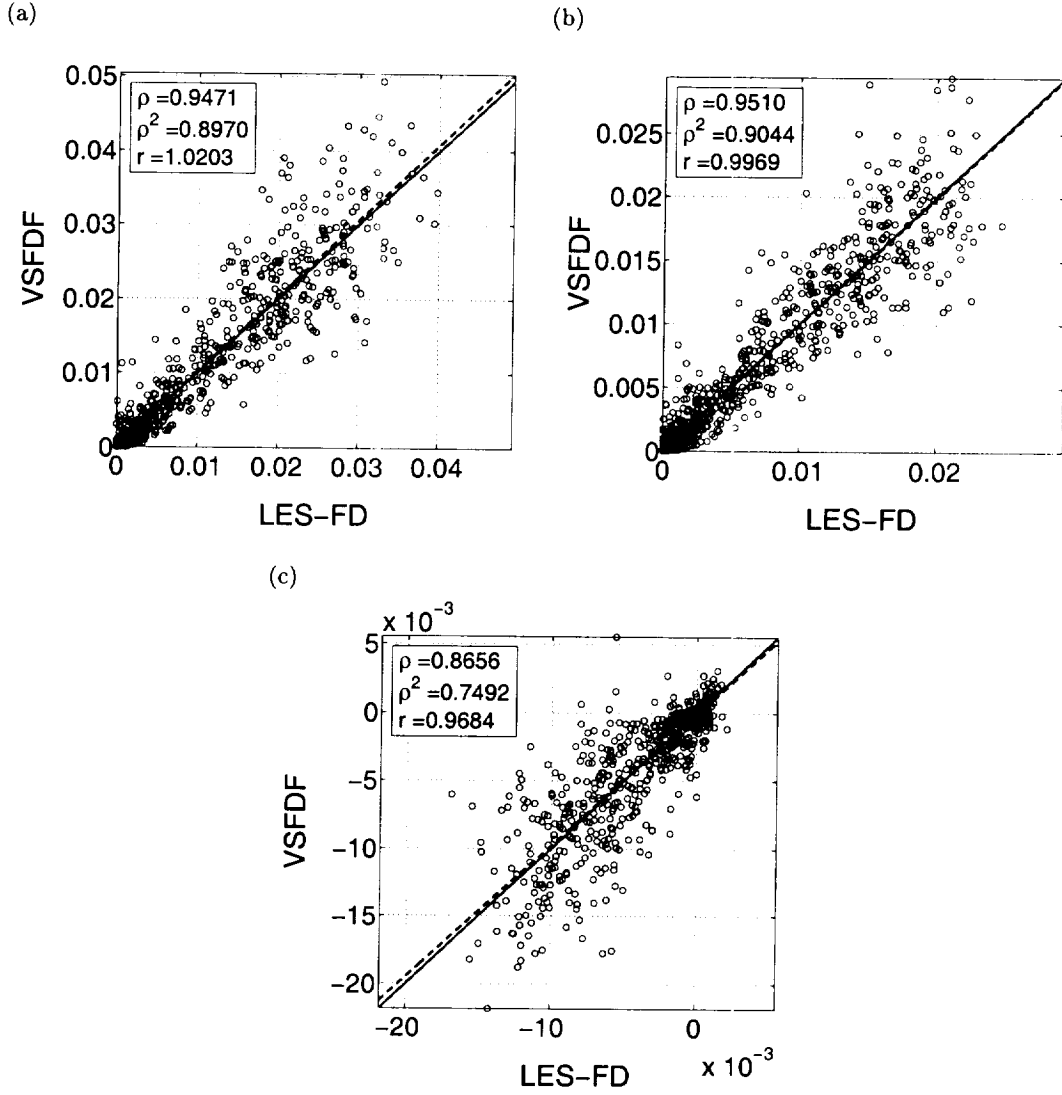 (a)
0.05
0.04
0.03
0.02
0.01
0
VSFDF
ρ =0.9471
ρ² =0.8970
r =1.0203
0 0.01 0.02 0.03 0.04
LES−FD
(b)
0.025
0.02
0.015
0.01
0.005
0
VSFDF
ρ =0.9510
ρ² =0.9044
r =0.9969
0 0.01 0.02
LES−FD
(c)
x 10⁻³
5
0
−5
−10
−15
−20
VSFDF
ρ =0.8656
ρ² =0.7492
r =0.9684
−20 −10 0
x 10⁻³
LES−FD